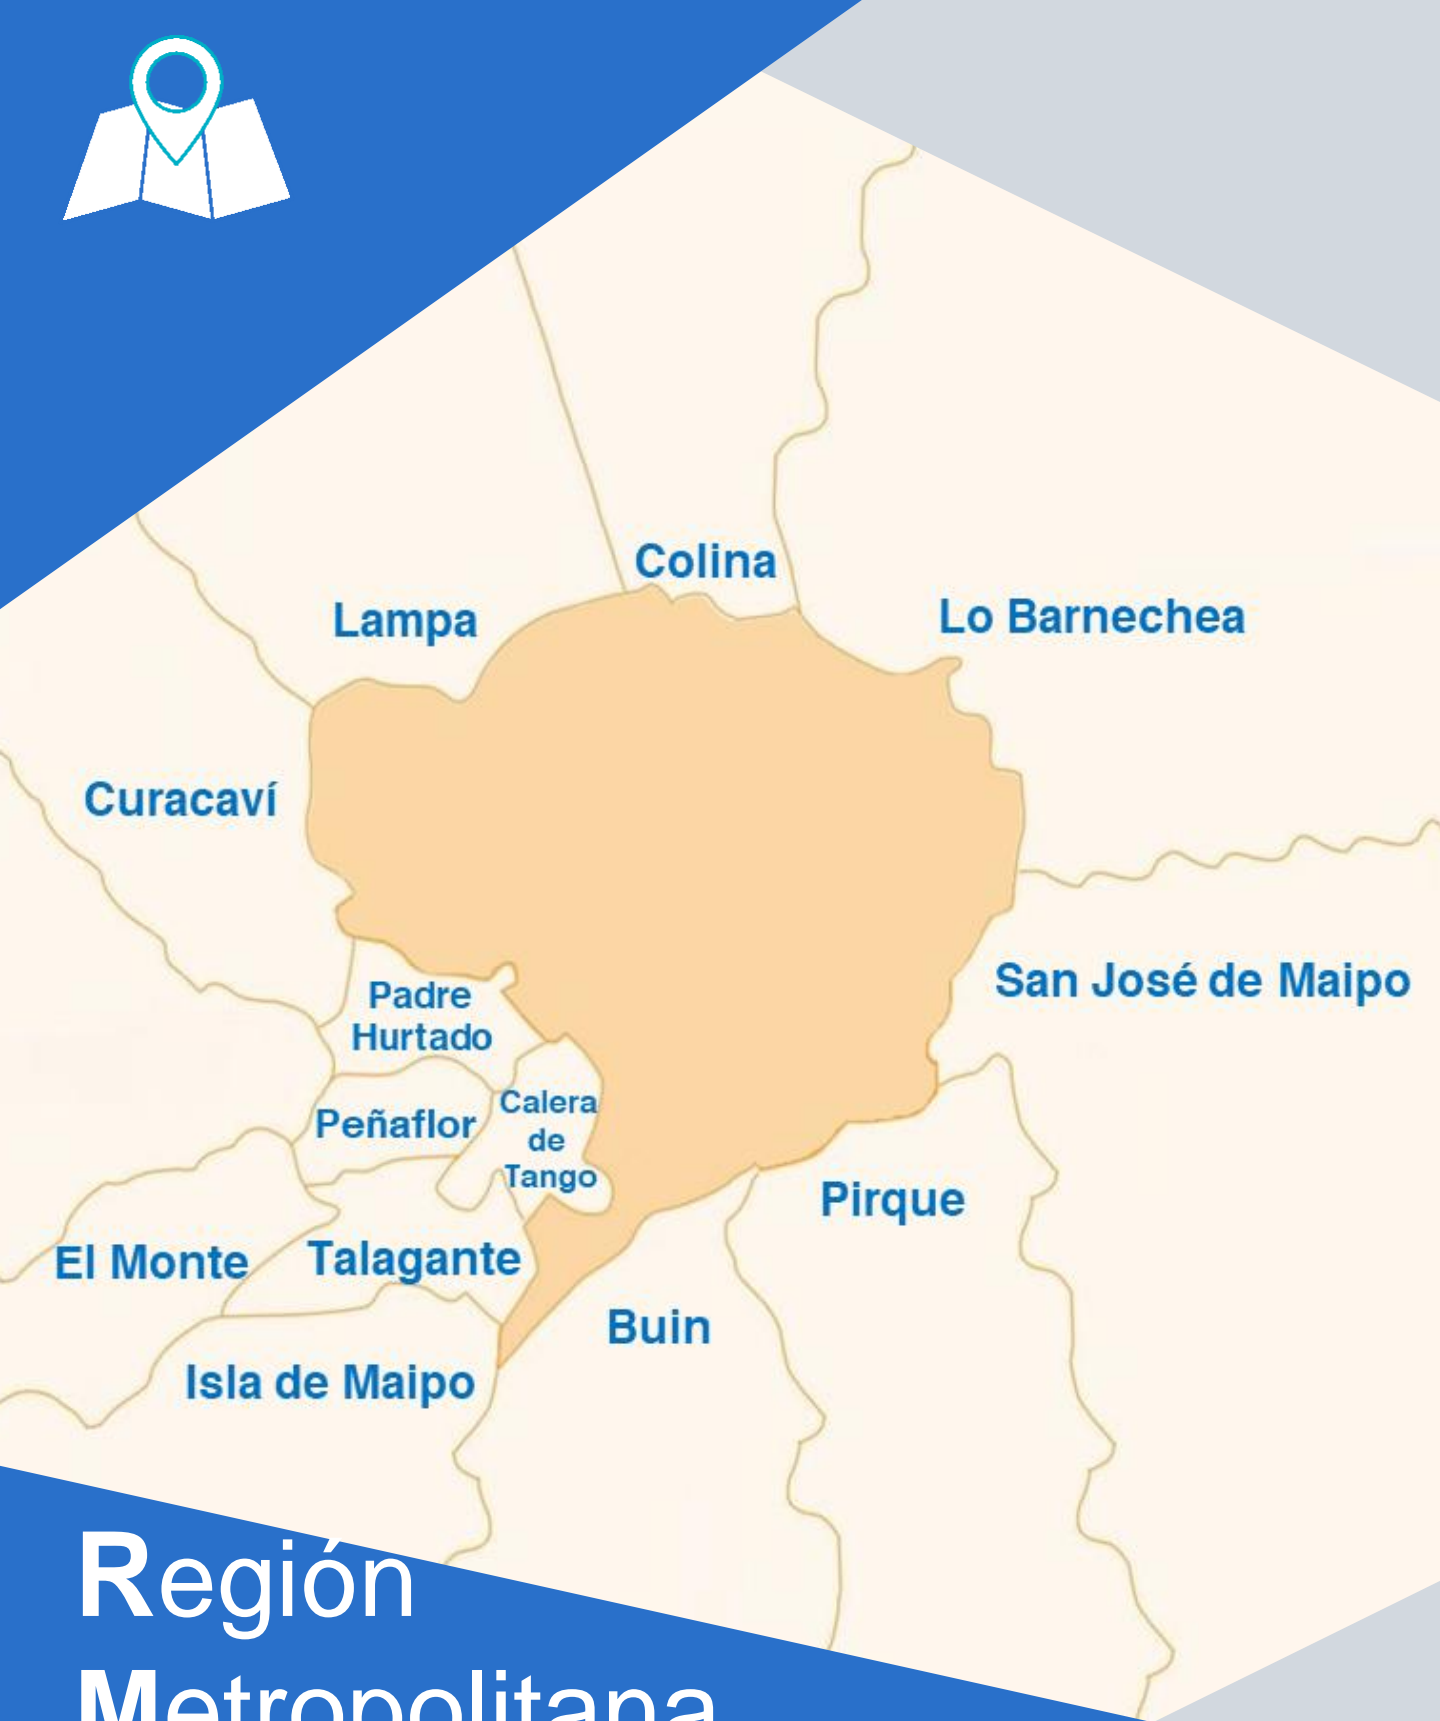 Colina
Lampa
Lo Barnechea
Curacaví
San José de Maipo
Padre
Hurtado
Calera
de
Tango
Peñaflor
Pirque
El Monte
Talagante
Buin
Isla de Maipo
Región
Metropolitana